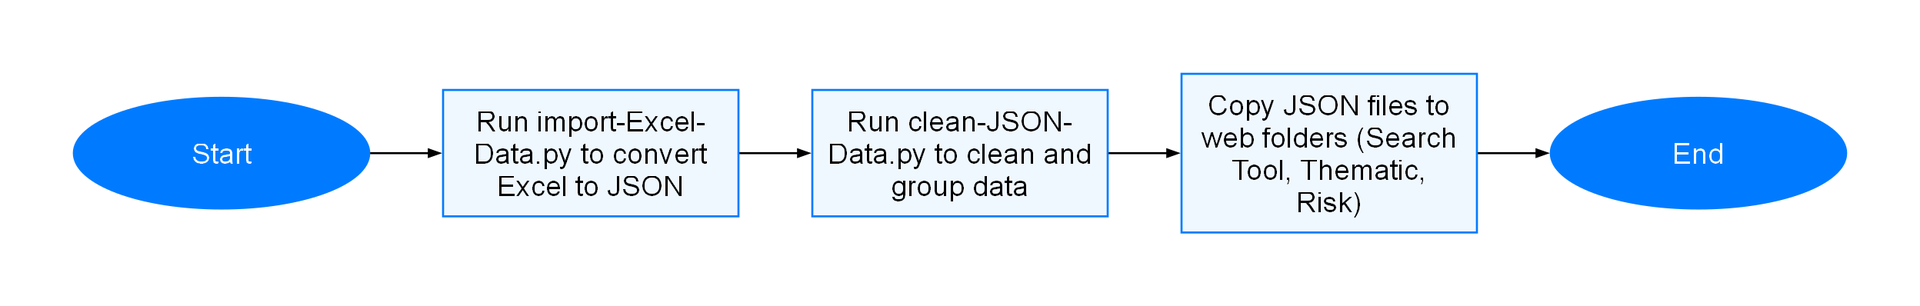 Start
Run import-Excel-
Data.py to convert
Excel to JSON
Run clean-JSON-
Data.py to clean and
group data
Copy JSON files to
web folders (Search
Tool, Thematic,
Risk)
End